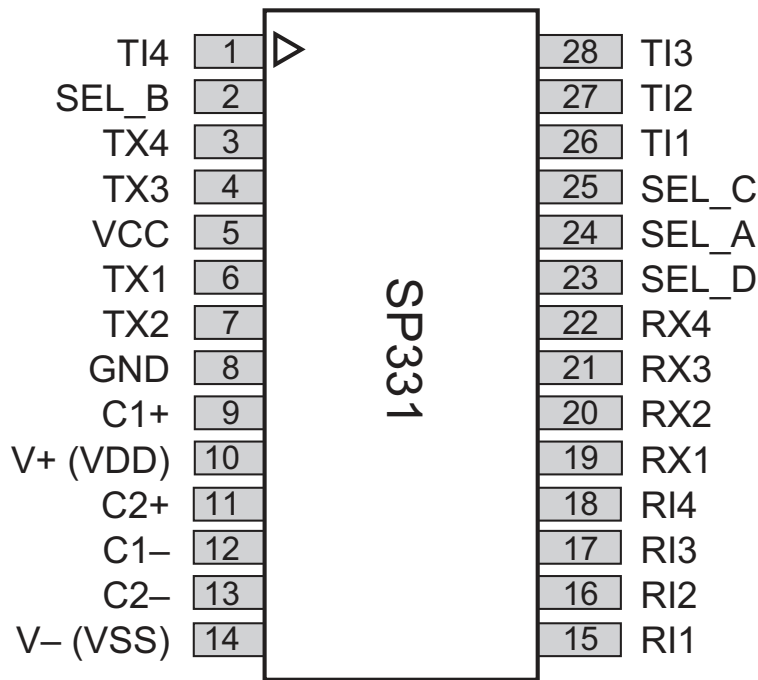 TI4 1 28 TI3
SEL_B 2 27 TI2
TX4 3 26 TI1
TX3 4 25 SEL_C
VCC 5 24 SEL_A
TX1 6 23 SEL_D
TX2 7 22 RX4
GND 8 21 RX3
C1+ 9 20 RX2
V+ (VDD) 10 19 RX1
C2+ 11 18 RI4
C1– 12 17 RI3
C2– 13 16 RI2
V– (VSS) 14 15 RI1
SP331